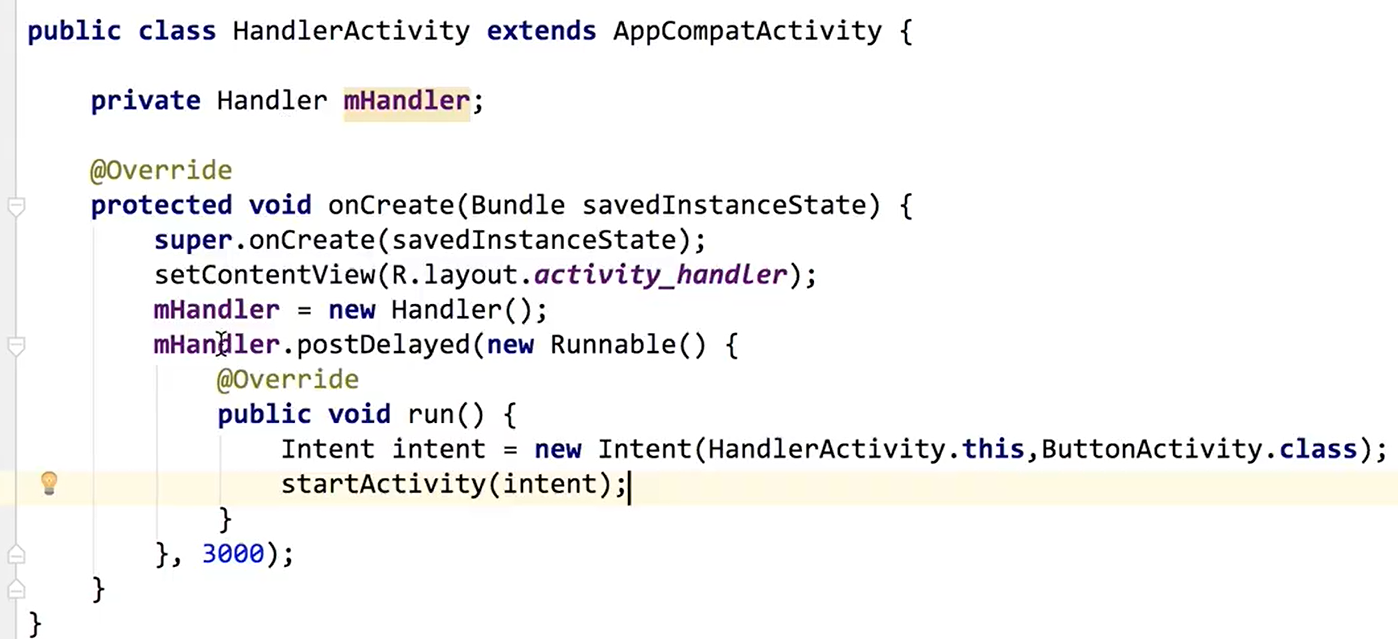 public class HandlerActivity extends AppCompatActivity {
private Handler mHandler;
@Override
protected void onCreate(Bundle savedInstanceState) {
super.onCreate(savedInstanceState);
setContentView(R.layout.activity_handler);
mHandler = new Handler();
mHandler.postDelayed(new Runnable() {
@Override
public void run() {
Intent intent = new Intent(HandlerActivity.this,ButtonActivity.class);
startActivity(intent);
}
}, 3000);
}
}